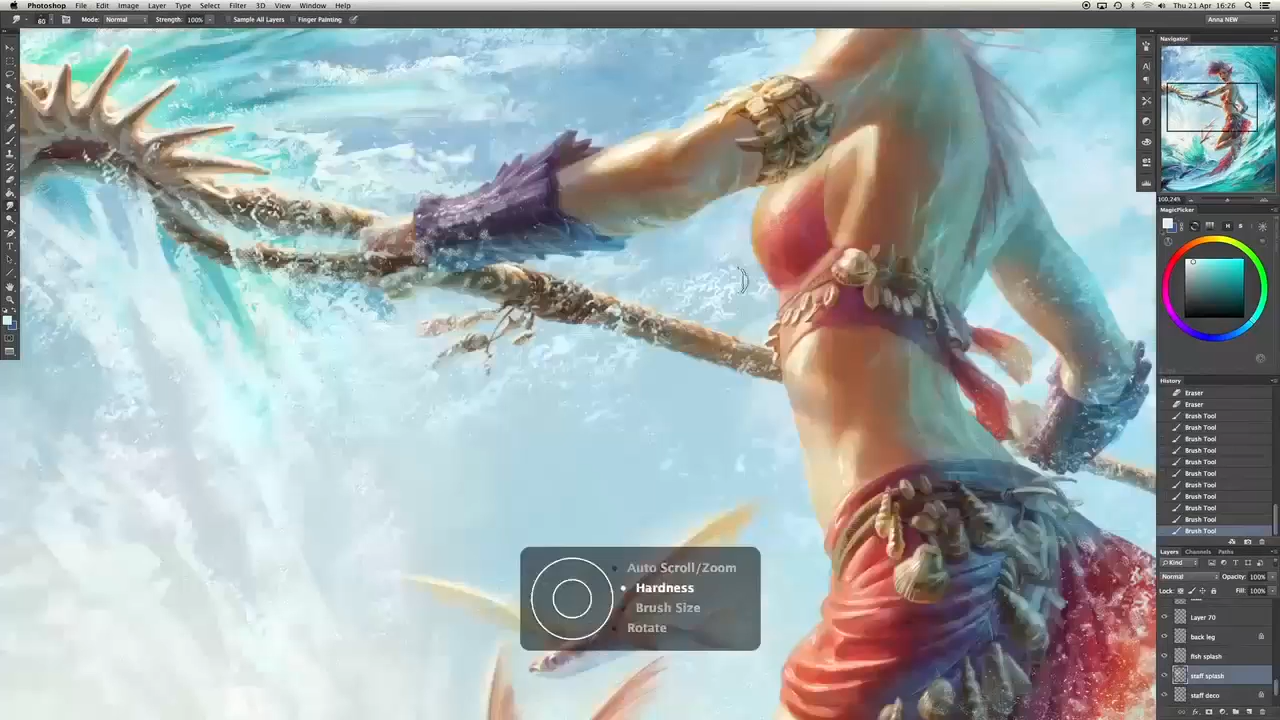 Photoshop File Edit Image Layer Type Select Filter 3D View Window Help Thu 21 Apr 16:26
60 Mode: Normal Strength: 100% Sample All Layers Finger Painting Anna NEW
Navigator
100.24%
MagicPicker
H S
History
Eraser
Eraser
Brush Tool
Brush Tool
Brush Tool
Brush Tool
Brush Tool
Brush Tool
Brush Tool
Brush Tool
Brush Tool
Brush Tool
Brush Tool
Layers Channels Paths
Kind
Normal Opacity: 100%
Lock: Fill: 100%
Layer 70
back leg
fish splash
staff splash
staff deco
Auto Scroll/Zoom
Hardness
Brush Size
Rotate